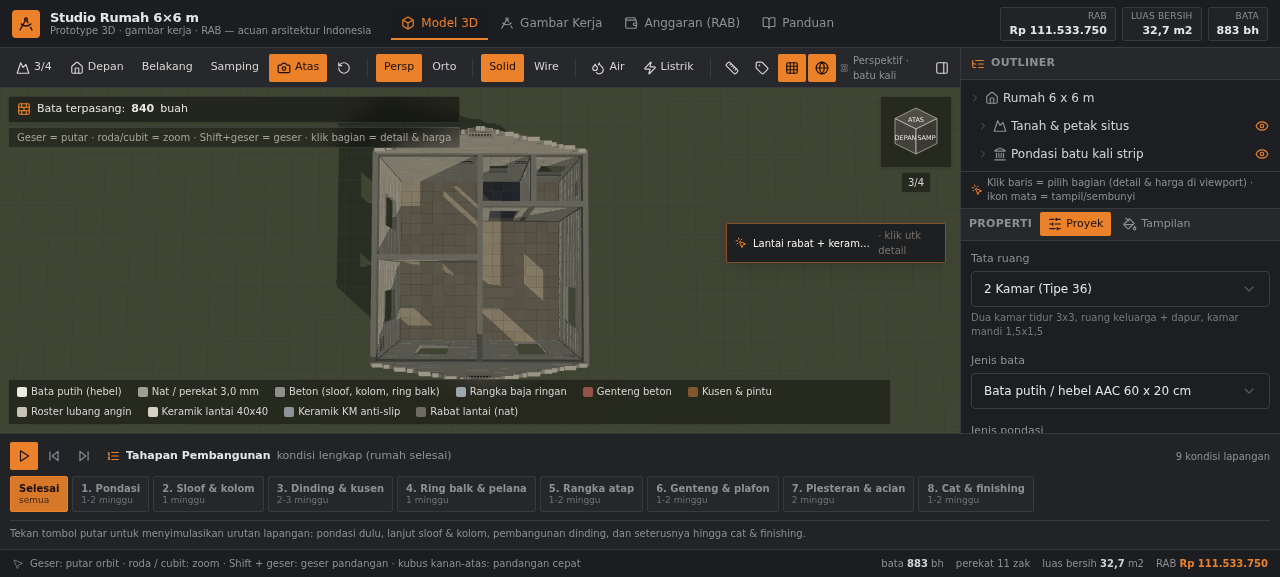 Studio Rumah 6×6 m
Prototype 3D · gambar kerja · RAB — acuan arsitektur Indonesia
Model 3D
Gambar Kerja
Anggaran (RAB)
Panduan
RAB
Rp 111.533.750
LUAS BERSIH
32,7 m2
BATA
883 bh
3/4
Depan
Belakang
Samping
Atas
Persp
Orto
Solid
Wire
Air
Listrik
Perspektif ·
batu kali
Bata terpasang: 840 buah
Geser = putar · roda/cubit = zoom · Shift+geser = geser · klik bagian = detail & harga
ATAS
DEPAN
SAMP
3/4
Lantai rabat + keram…
· klik utk
detail
Bata putih (hebel)
Nat / perekat 3,0 mm
Beton (sloof, kolom, ring balk)
Rangka baja ringan
Genteng beton
Kusen & pintu
Roster lubang angin
Keramik lantai 40x40
Keramik KM anti-slip
Rabat lantai (nat)
OUTLINER
Rumah 6 x 6 m
Tanah & petak situs
Pondasi batu kali strip
Klik baris = pilih bagian (detail & harga di viewport) ·
ikon mata = tampil/sembunyi
PROPERTI
Proyek
Tampilan
Tata ruang
2 Kamar (Tipe 36)
Dua kamar tidur 3x3, ruang keluarga + dapur, kamar
mandi 1,5x1,5
Jenis bata
Bata putih / hebel AAC 60 x 20 cm
Jenis pondasi
Tahapan Pembangunan kondisi lengkap (rumah selesai)
9 kondisi lapangan
Selesai
semua
1. Pondasi
1-2 minggu
2. Sloof & kolom
1 minggu
3. Dinding & kusen
2-3 minggu
4. Ring balk & pelana
1 minggu
5. Rangka atap
1-2 minggu
6. Genteng & plafon
1-2 minggu
7. Plesteran & acian
2 minggu
8. Cat & finishing
1-2 minggu
Tekan tombol putar untuk menyimulasikan urutan lapangan: pondasi dulu, lanjut sloof & kolom, pembangunan dinding, dan seterusnya hingga cat & finishing.
Geser: putar orbit · roda / cubit: zoom · Shift + geser: geser pandangan · kubus kanan-atas: pandangan cepat
bata 883 bh
perekat 11 zak
luas bersih 32,7 m2
RAB Rp 111.533.750